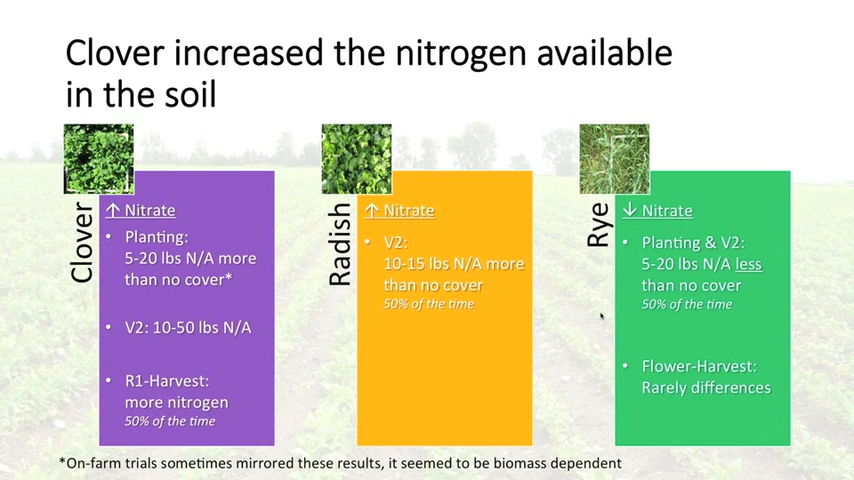 Clover increased the nitrogen available
in the soil
Clover
↑ Nitrate
• Planting:
5-20 lbs N/A more
than no cover*
• V2: 10-50 lbs N/A
• R1-Harvest:
more nitrogen
50% of the time
Radish
↑ Nitrate
• V2:
10-15 lbs N/A more
than no cover
50% of the time
Rye
↓ Nitrate
• Planting & V2:
5-20 lbs N/A less
than no cover
50% of the time
• Flower-Harvest:
Rarely differences
*On-farm trials sometimes mirrored these results, it seemed to be biomass dependent